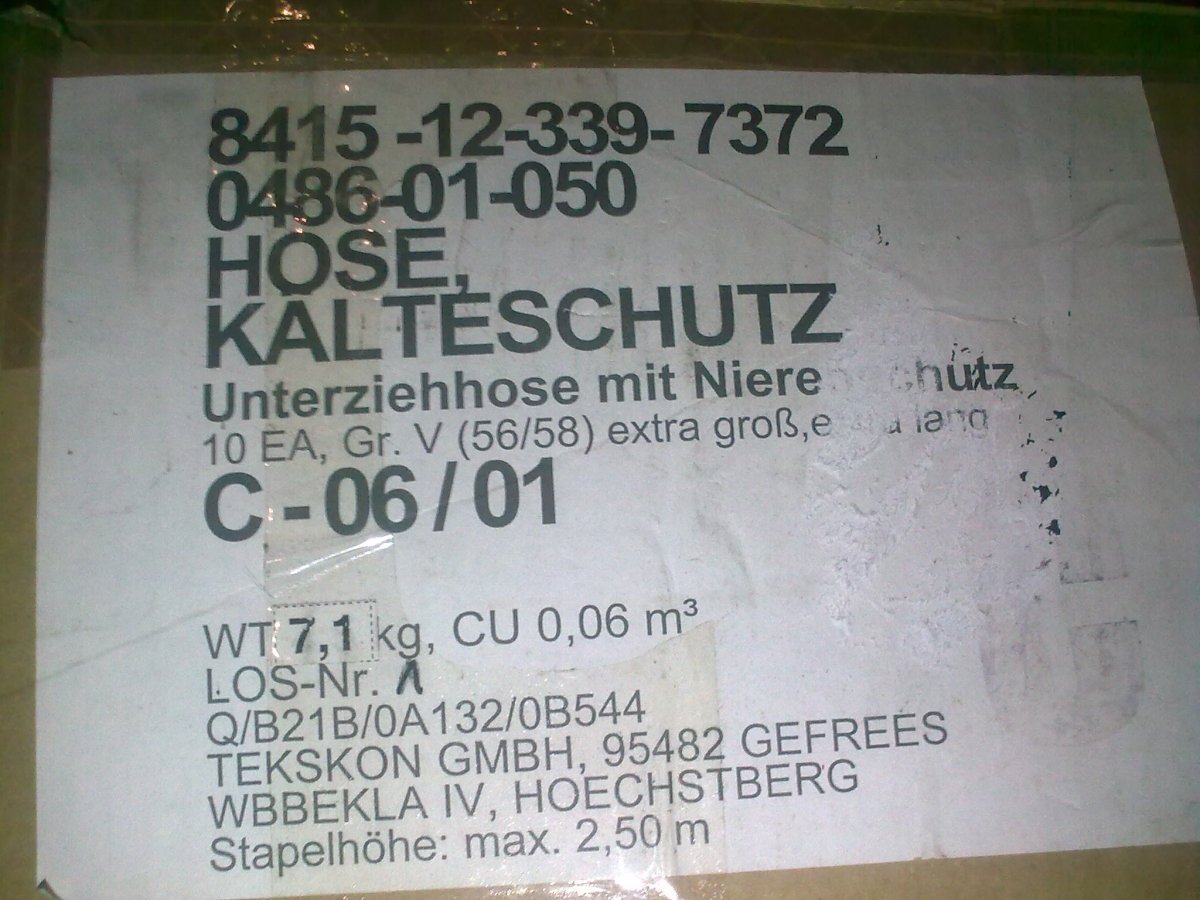 8415-12-339-7372
0486-01-050
HOSE,
KALTESCHUTZ
Unterziehhose mit
10 EA, Gr. V (56/58) extra groß, lang
C-06/01
WT 7,1 kg, CU 0,06 m³
LOS-Nr. 1
Q/B21B/0A132/0B544
TEKSKON GMBH, 95482 GEFREES
WBBEKLA IV, HOECHSTBERG
Stapelhöhe: max. 2,50 m